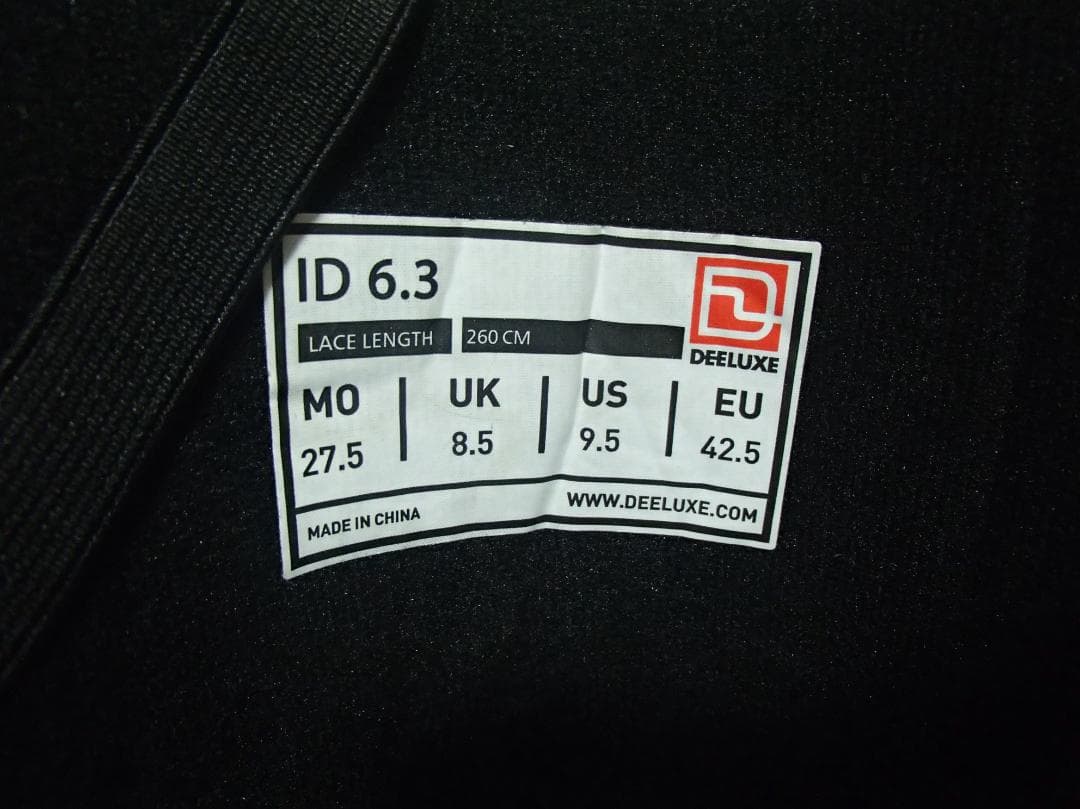 ID 6.3
LACE LENGTH 260 CM
DEELUXE
MO UK US EU
27.5 8.5 9.5 42.5
MADE IN CHINA WWW.DEELUXE.COM